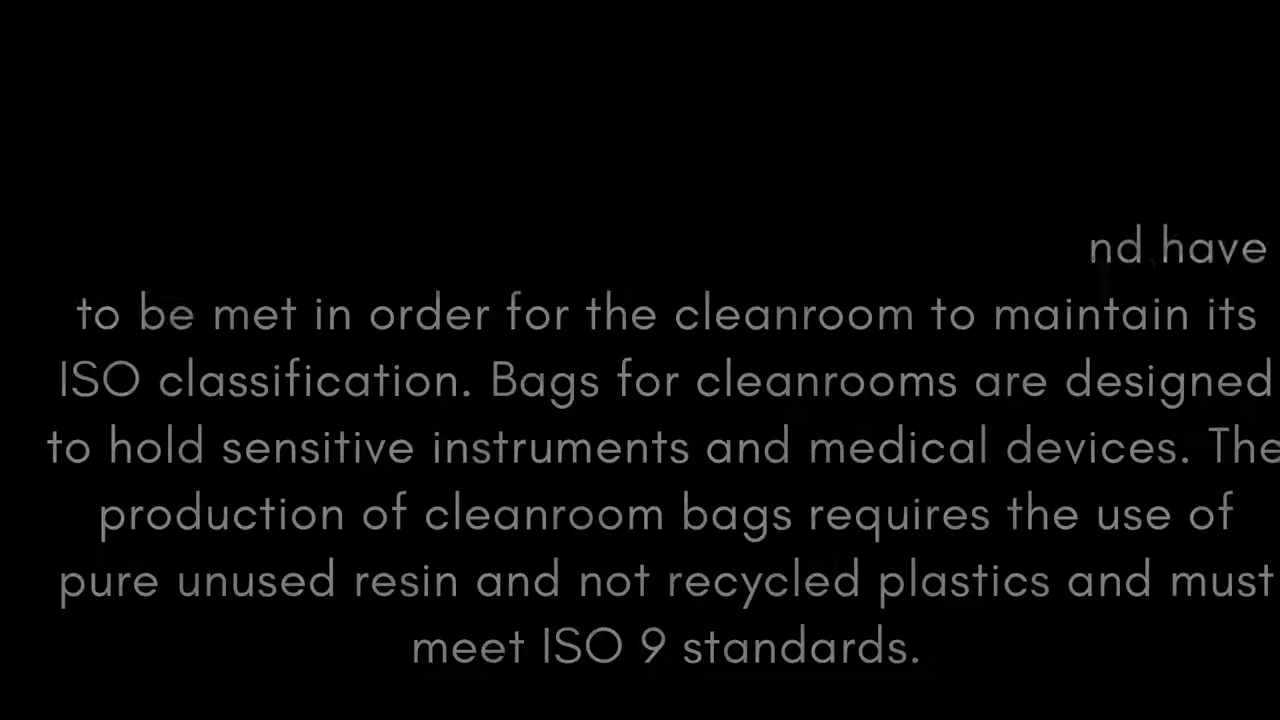 nd have
to be met in order for the cleanroom to maintain its
ISO classification. Bags for cleanrooms are designed
to hold sensitive instruments and medical devices. The
production of cleanroom bags requires the use of
pure unused resin and not recycled plastics and must
meet ISO 9 standards.